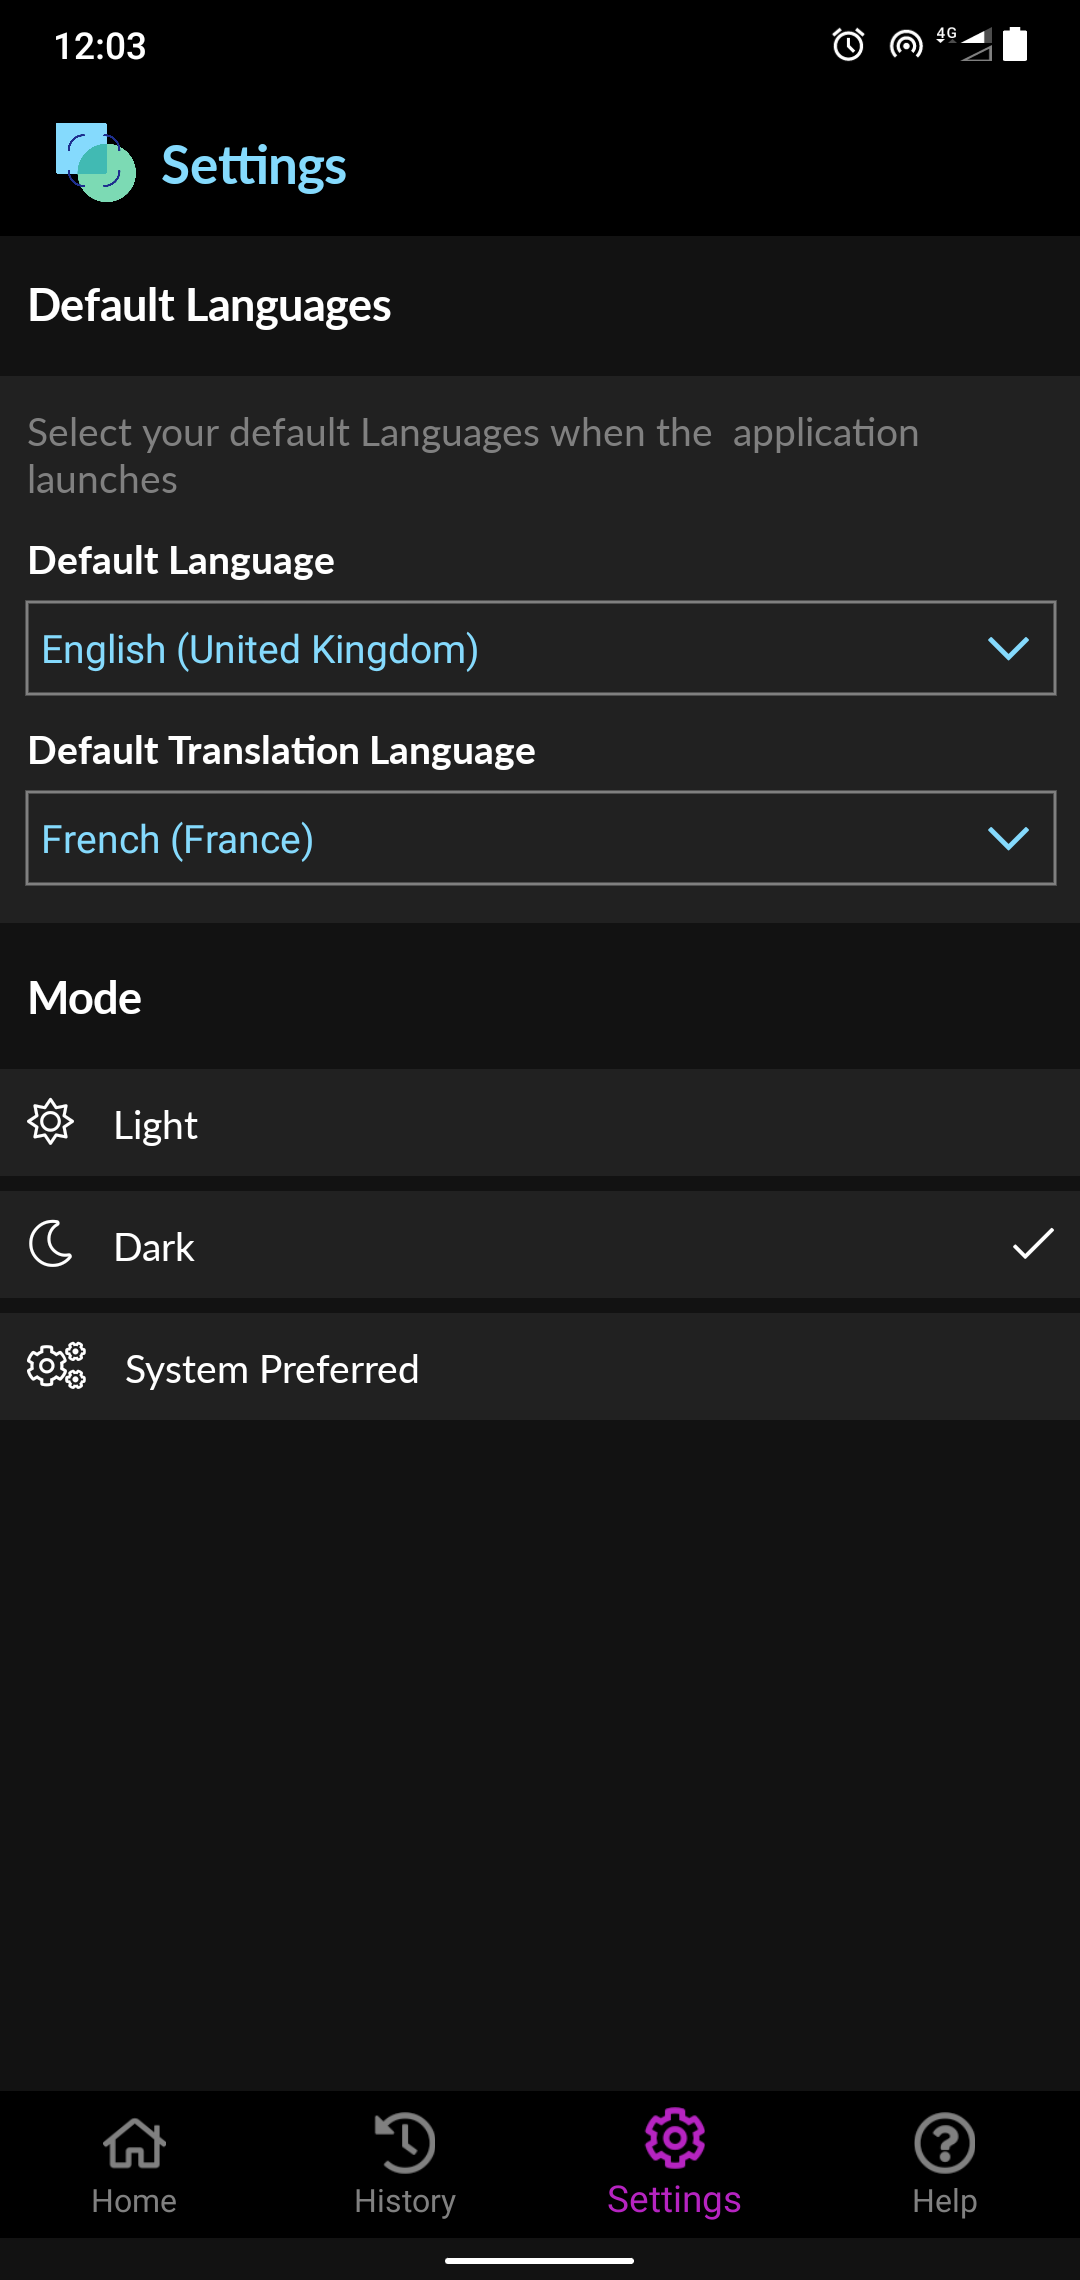 12:03
4G
Settings
Default Languages
Select your default Languages when the  application
launches
Default Language
English (United Kingdom)
Default Translation Language
French (France)
Mode
Light
Dark
System Preferred
Home
History
Settings
Help